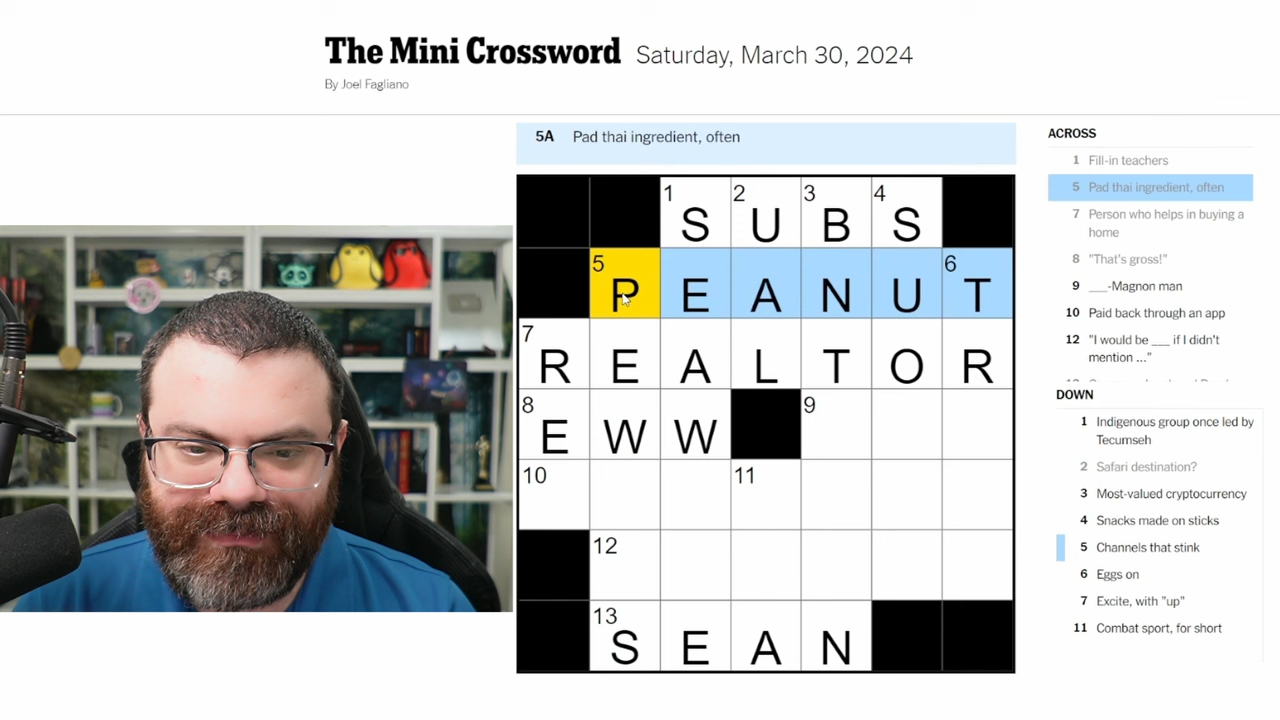 The Mini Crossword Saturday, March 30, 2024
By Joel Fagliano
5A Pad thai ingredient, often
1 2 3 4
S U B S
5 6
P E A N U T
7
R E A L T O R
8 9
E W W
10 11
12
13
S E A N
ACROSS
1 Fill-in teachers
5 Pad thai ingredient, often
7 Person who helps in buying a
home
8 "That's gross!"
9 ___-Magnon man
10 Paid back through an app
12 "I would be ___ if I didn't
mention ..."
DOWN
1 Indigenous group once led by
Tecumseh
2 Safari destination?
3 Most-valued cryptocurrency
4 Snacks made on sticks
5 Channels that stink
6 Eggs on
7 Excite, with "up"
11 Combat sport, for short